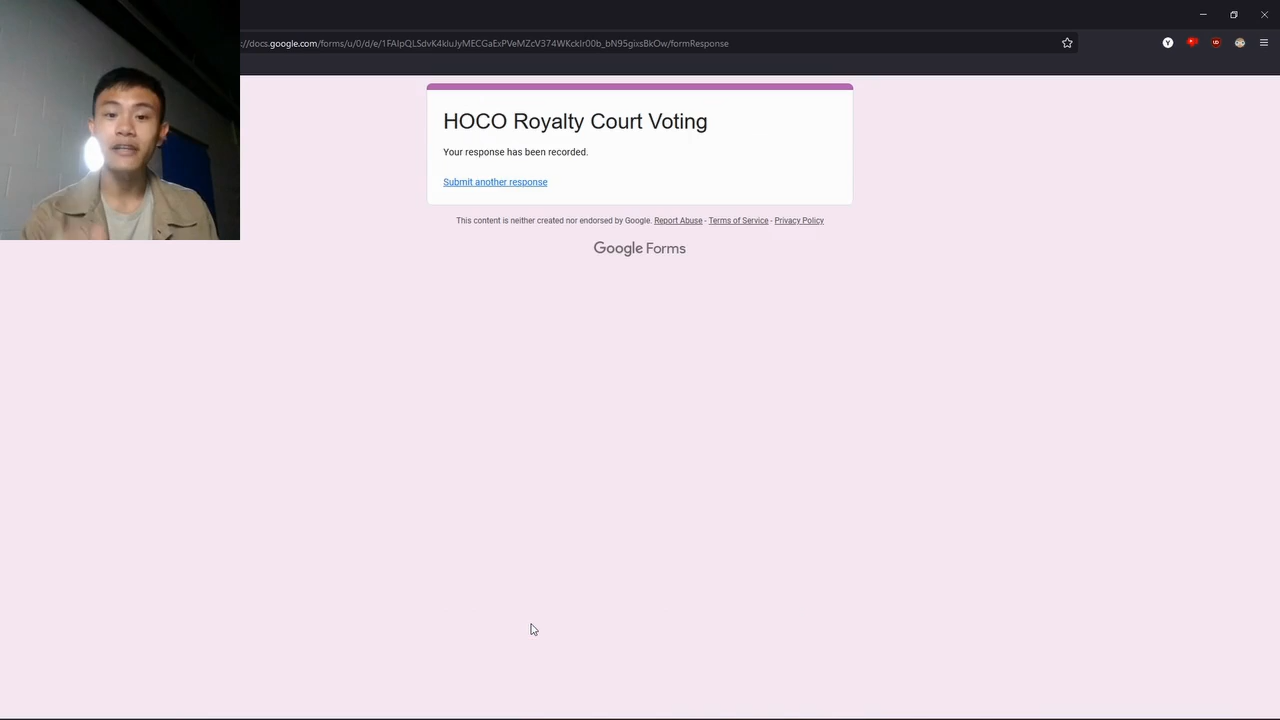 ://docs.google.com/forms/u/0/d/e/1FAIpQLSdvK4kluJyMECGaExPVeMZcV374WKckIr00b_bN95gixsBkOw/formResponse
HOCO Royalty Court Voting
Your response has been recorded.
Submit another response
This content is neither created nor endorsed by Google. Report Abuse - Terms of Service - Privacy Policy
Google Forms